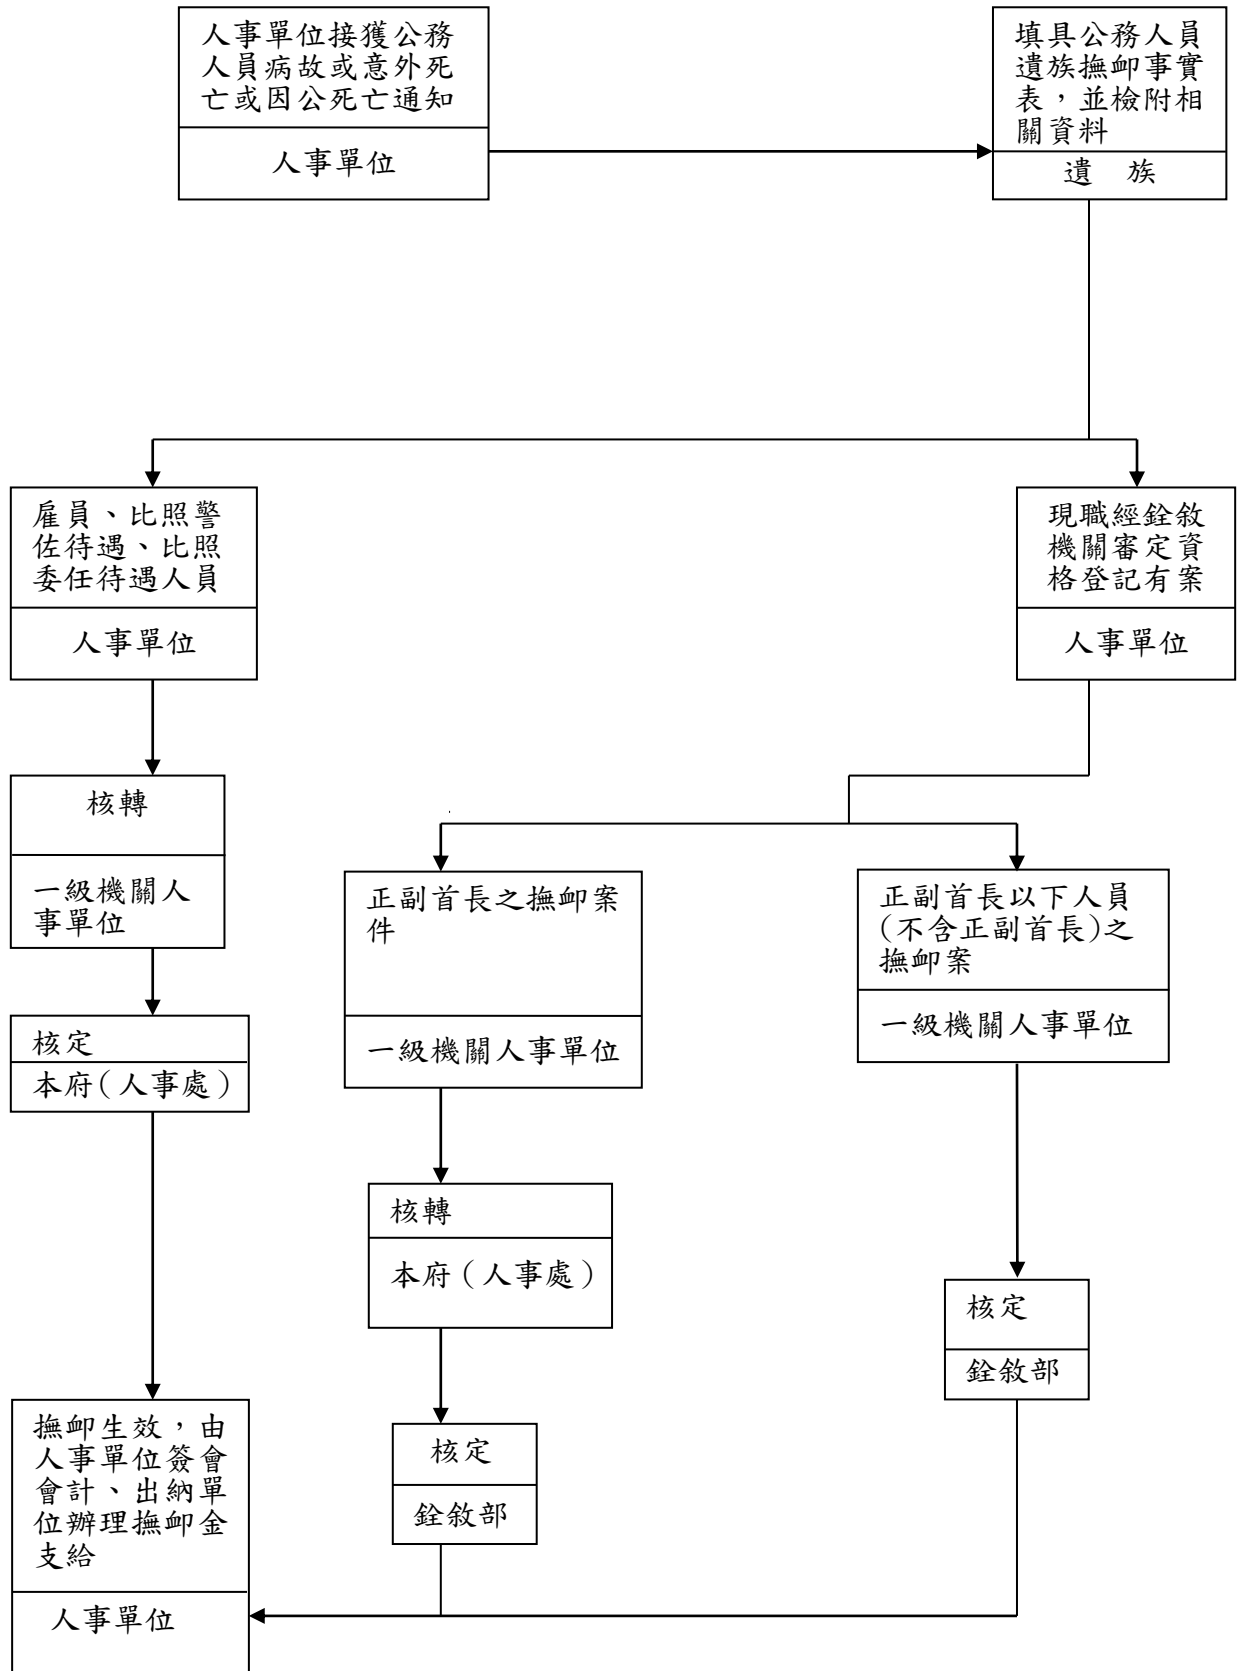 人事單位接獲公務
人員病故或意外死
亡或因公死亡通知
人事單位
填具公務人員
遺族撫卹事實
表，並檢附相
關資料
遺　族
雇員、比照警
佐待遇、比照
委任待遇人員
人事單位
現職經銓敘
機關審定資
格登記有案
人事單位
核轉
一級機關人
事單位
正副首長之撫卹案
件
一級機關人事單位
正副首長以下人員
(不含正副首長)之
撫卹案
一級機關人事單位
核定
本府(人事處)
核轉
本府(人事處)
核定
銓敘部
核定
銓敘部
撫卹生效，由
人事單位簽會
會計、出納單
位辦理撫卹金
支給
人事單位